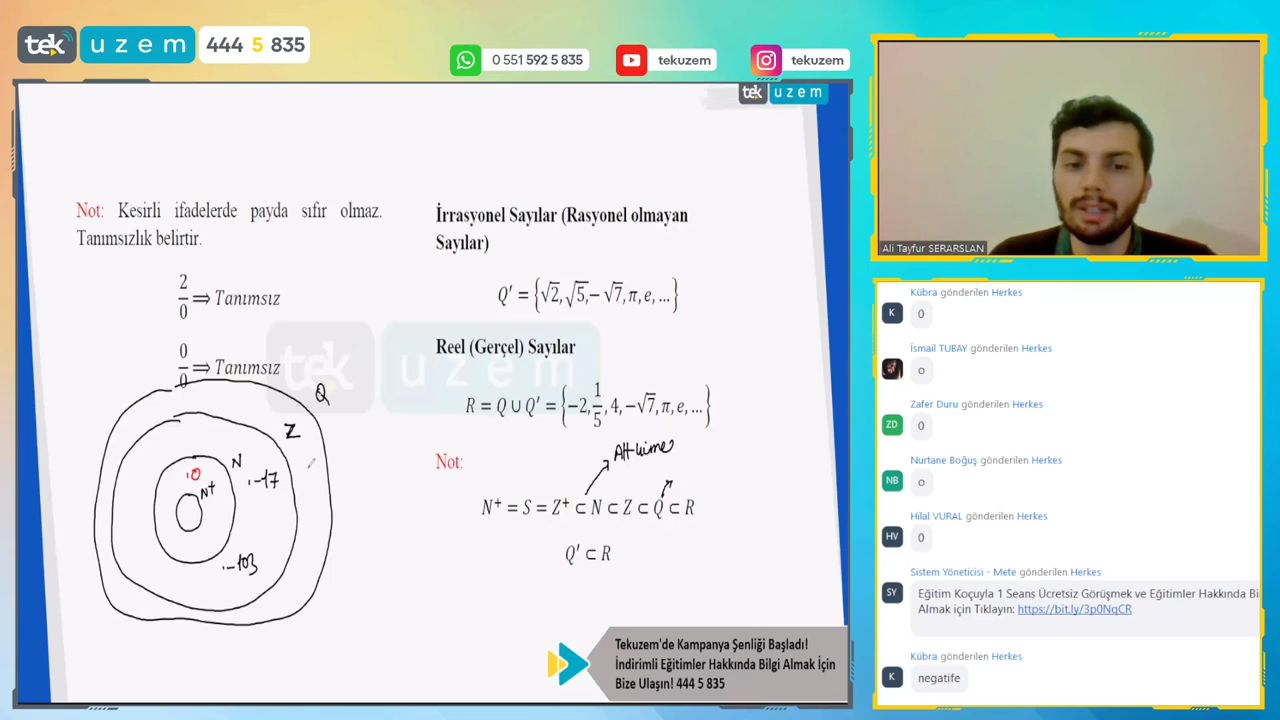 tek uzem 444 5 835
0 551 592 5 835 tekuzem tekuzem
tek uzem
Not: Kesirli ifadelerde payda sıfır olmaz.
Tanımsızlık belirtir.
2/0 ⇒ Tanımsız
0/0 ⇒ Tanımsız
Q
Z
N
0
N⁺
.-17
.-103
İrrasyonel Sayılar (Rasyonel olmayan
Sayılar)
Q′ = {√2, √5, −√7, π, e, ...}
Reel (Gerçel) Sayılar
R = Q ∪ Q′ = {−2, 1/5, 4, −√7, π, e, ...}
Alt küme
Not:
N⁺ = S = Z⁺ ⊂ N ⊂ Z ⊂ Q ⊂ R
Q′ ⊂ R
tek uzem
Tekuzem'de Kampanya Şenliği Başladı!
İndirimli Eğitimler Hakkında Bilgi Almak İçin
Bize Ulaşın! 444 5 835
Ali Tayfur SERARSLAN
Kübra gönderilen Herkes
K 0
İsmail TUBAY gönderilen Herkes
o
Zafer Duru gönderilen Herkes
ZD 0
Nurtane Boğuş gönderilen Herkes
NB o
Hilal VURAL gönderilen Herkes
HV 0
Sistem Yöneticisi - Mete gönderilen Herkes
SY Eğitim Koçuyla 1 Seans Ücretsiz Görüşmek ve Eğitimler Hakkında Bi
Almak için Tıklayın: https://bit.ly/3p0NqCR
Kübra gönderilen Herkes
K negatife